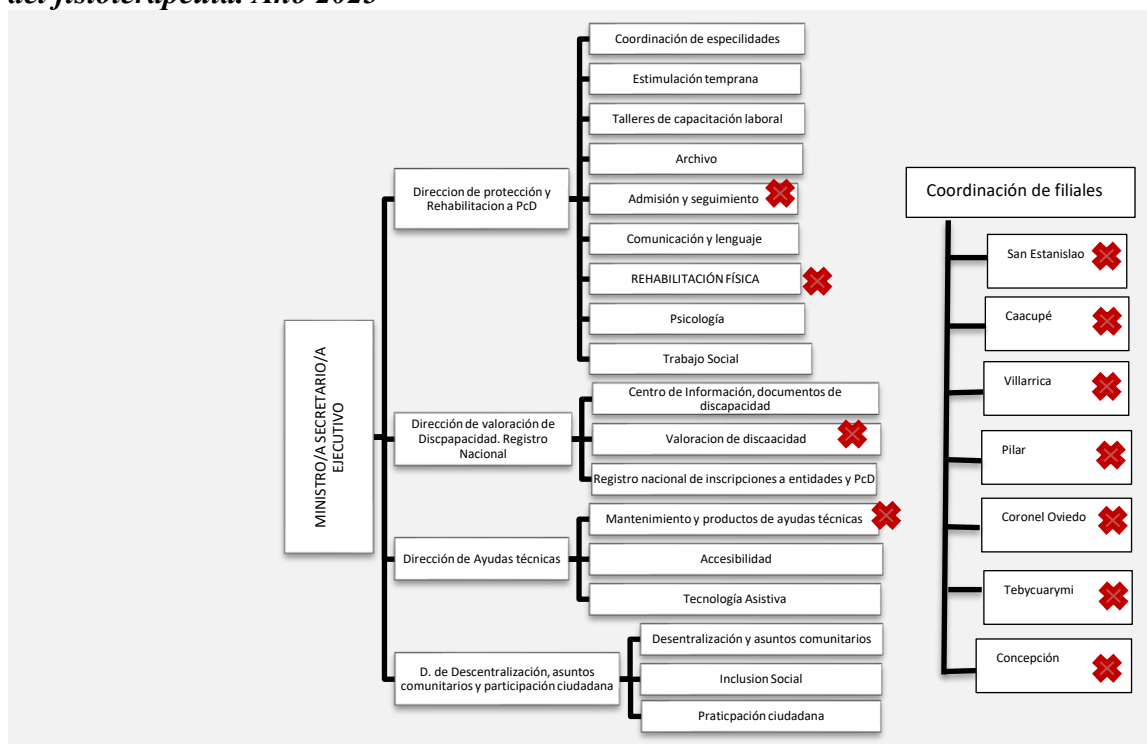 del fisioterapeuta. Año 2023
Coordinación de especilidades
Estimulación temprana
Talleres de capacitación laboral
Archivo
Direccion de protección y
Rehabilitacion a PcD
Admisión y seguimiento
Comunicación y lenguaje
REHABILITACIÓN FÍSICA
Psicología
Trabajo Social
MINISTRO/A SECRETARIO/A
EJECUTIVO
Centro de Información, documentos de
discapacidad
Dirección de valoración de
Discpapacidad. Registro
Nacional
Valoracion de discaacidad
Registro nacional de inscripciones a entidades y PcD
Mantenimiento y productos de ayudas técnicas
Dirección de Ayudas técnicas
Accesibilidad
Tecnología Asistiva
Desentralización y asuntos comunitarios
D. de Descentralización, asuntos
comunitarios y participación ciudadana
Inclusion Social
Praticpación ciudadana
Coordinación de filiales
San Estanislao
Caacupé
Villarrica
Pilar
Coronel Oviedo
Tebycuarymi
Concepción